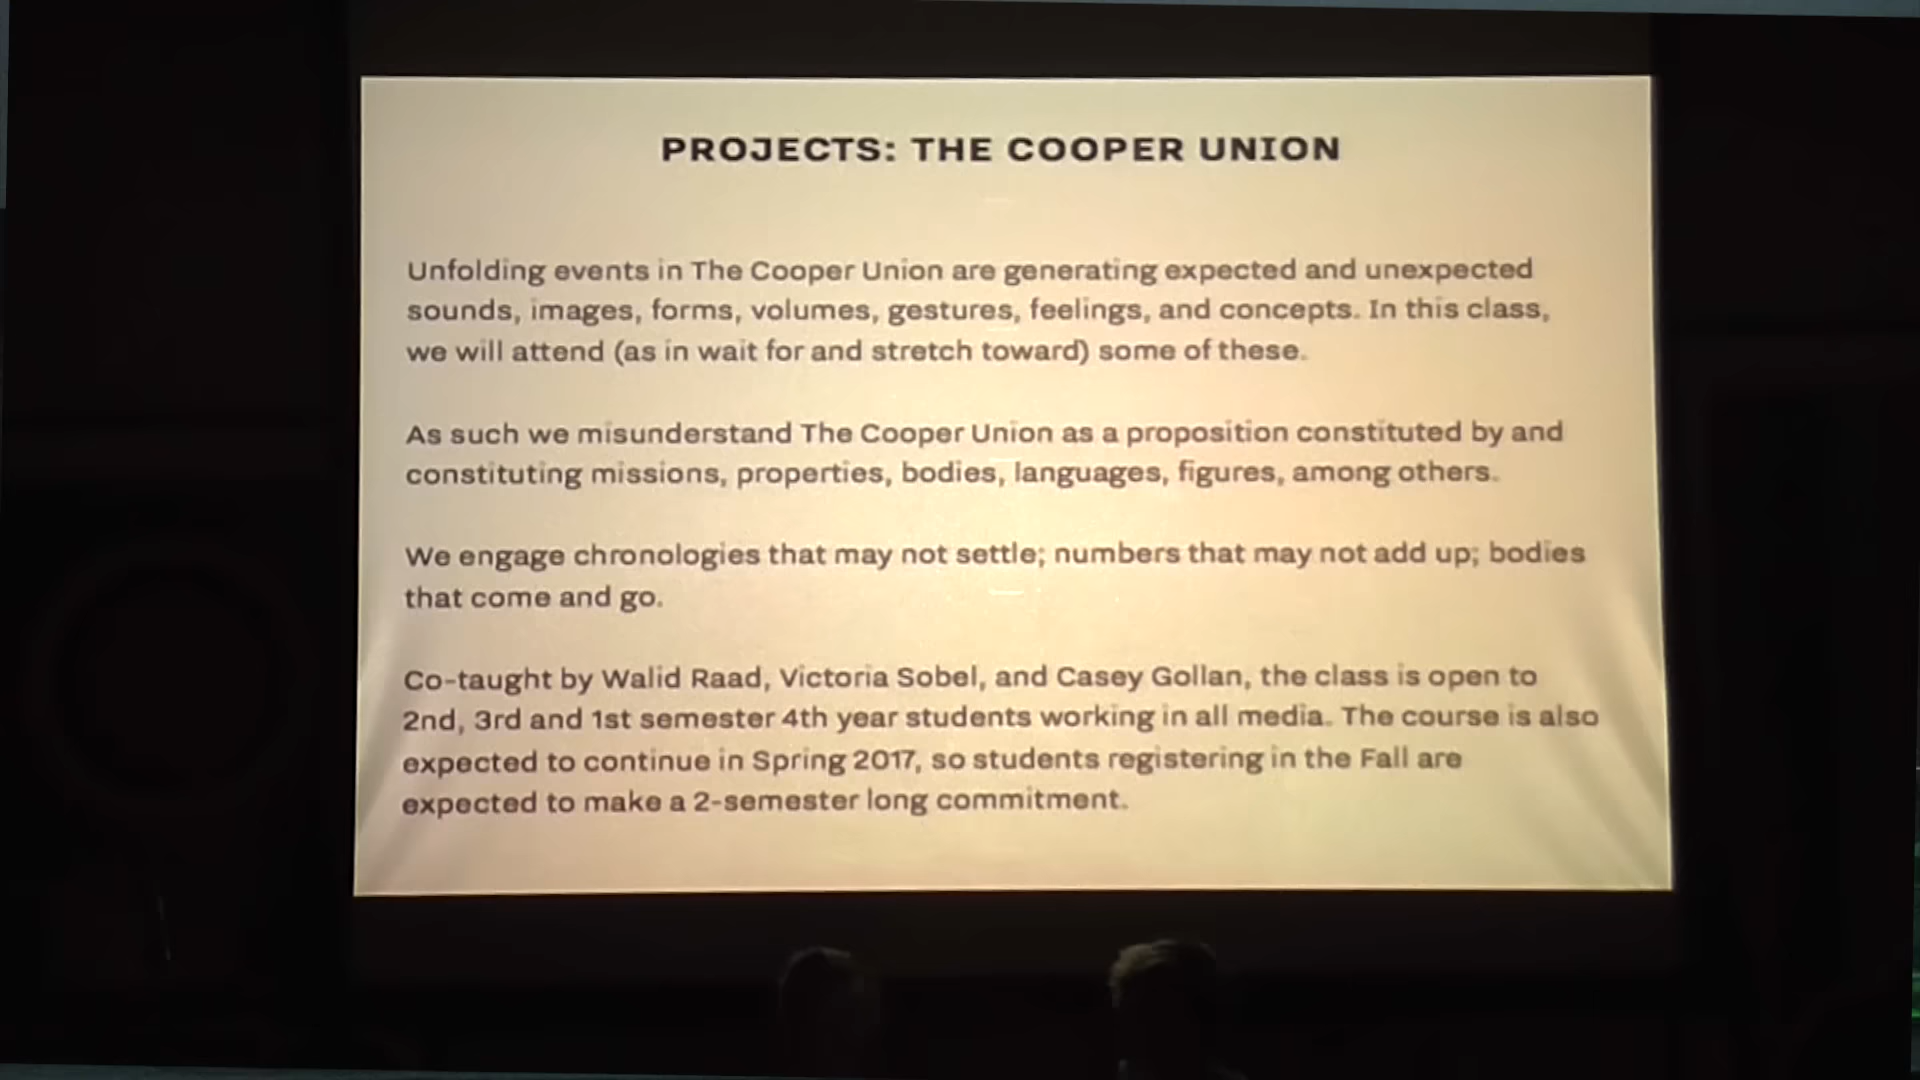 PROJECTS: THE COOPER UNION
Unfolding events in The Cooper Union are generating expected and unexpected
sounds, images, forms, volumes, gestures, feelings, and concepts. In this class,
we will attend (as in wait for and stretch toward) some of these.
As such we misunderstand The Cooper Union as a proposition constituted by and
constituting missions, properties, bodies, languages, figures, among others.
We engage chronologies that may not settle; numbers that may not add up; bodies
that come and go.
Co-taught by Walid Raad, Victoria Sobel, and Casey Gollan, the class is open to
2nd, 3rd and 1st semester 4th year students working in all media. The course is also
expected to continue in Spring 2017, so students registering in the Fall are
expected to make a 2-semester long commitment.